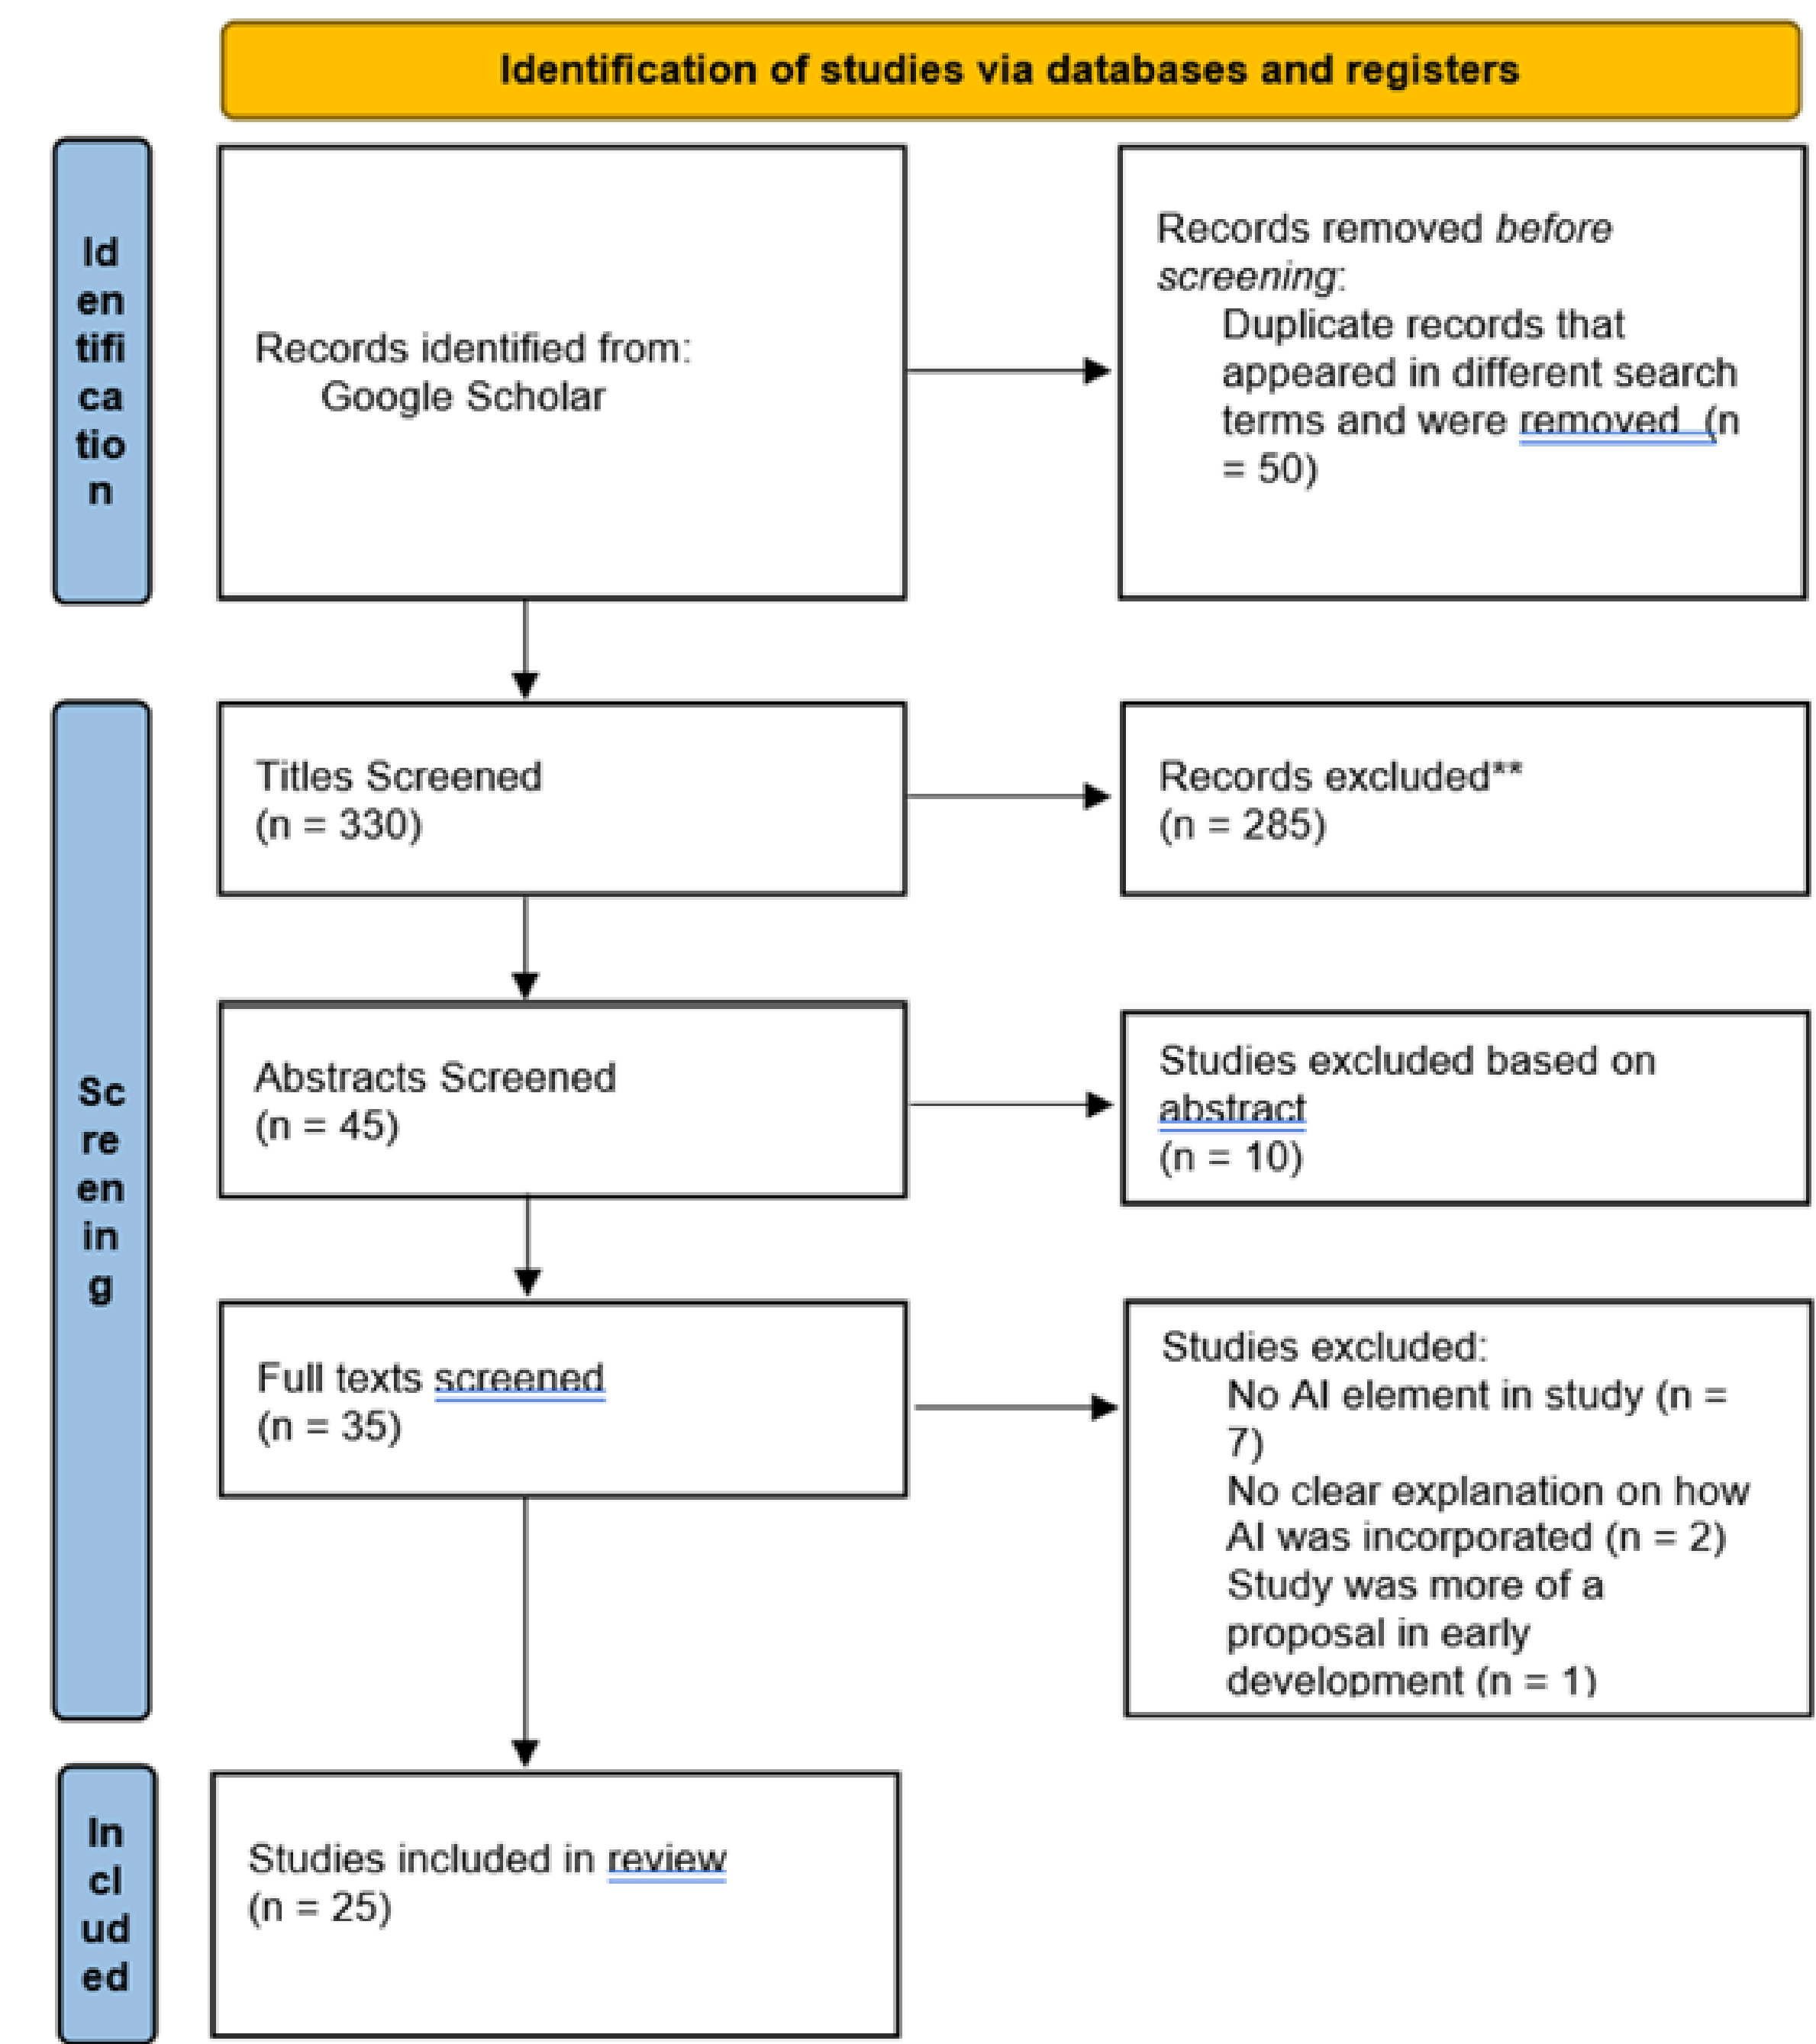 Identification of studies via databases and registers
Id
en
tifi
ca
tio
n
Records identified from:
Google Scholar
Records removed before
screening:
Duplicate records that
appeared in different search
terms and were removed  (n
= 50)
Sc
re
en
in
g
Titles Screened
(n = 330)
Records excluded**
(n = 285)
Abstracts Screened
(n = 45)
Studies excluded based on
abstract
(n = 10)
Full texts screened
(n = 35)
Studies excluded:
No AI element in study (n =
7)
No clear explanation on how
AI was incorporated (n = 2)
Study was more of a
proposal in early
development (n = 1)
In
cl
ud
ed
Studies included in review
(n = 25)